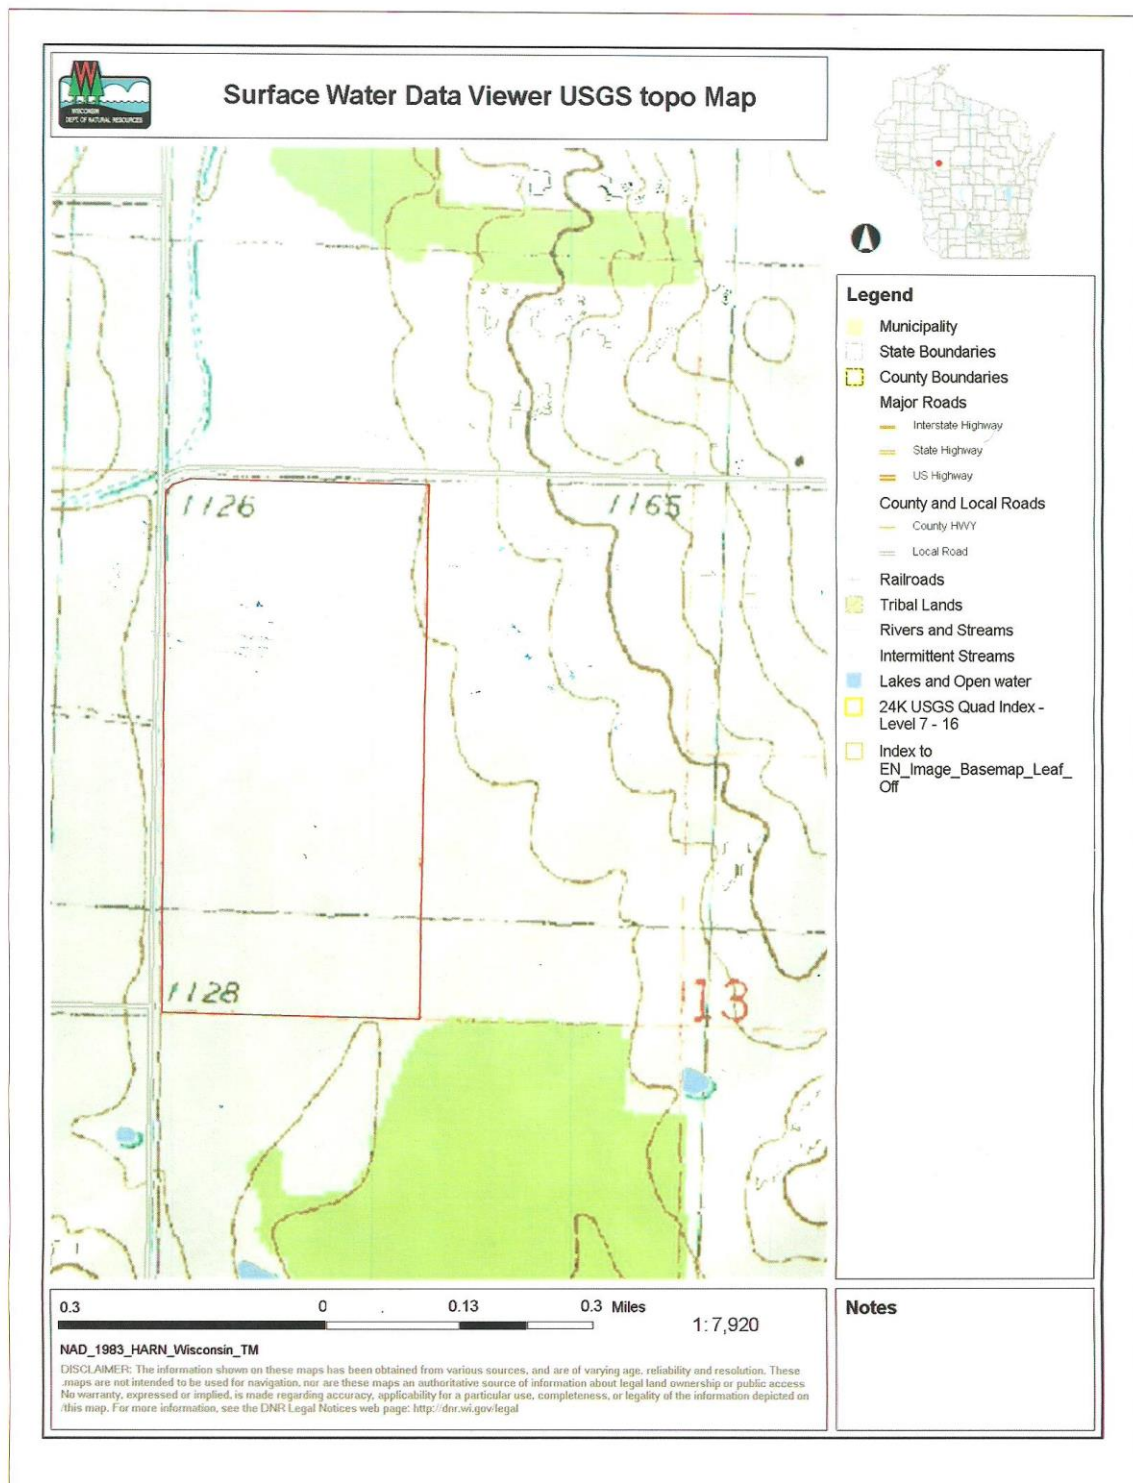 WISCONSIN
DEPT. OF NATURAL RESOURCES
Surface Water Data Viewer USGS topo Map
1126
1165
1128
13
Legend
Municipality
State Boundaries
County Boundaries
Major Roads
Interstate Highway
State Highway
US Highway
County and Local Roads
County HWY
Local Road
Railroads
Tribal Lands
Rivers and Streams
Intermittent Streams
Lakes and Open water
24K USGS Quad Index -
Level 7 - 16
Index to
EN_Image_Basemap_Leaf_
Off
0.3 0 0.13 0.3 Miles
1: 7,920
NAD_1983_HARN_Wisconsin_TM
DISCLAIMER: The information shown on these maps has been obtained from various sources, and are of varying age, reliability and resolution. These
maps are not intended to be used for navigation, nor are these maps an authoritative source of information about legal land ownership or public access
No warranty, expressed or implied, is made regarding accuracy, applicability for a particular use, completeness, or legality of the information depicted on
this map. For more information, see the DNR Legal Notices web page: http://dnr.wi.gov/legal
Notes